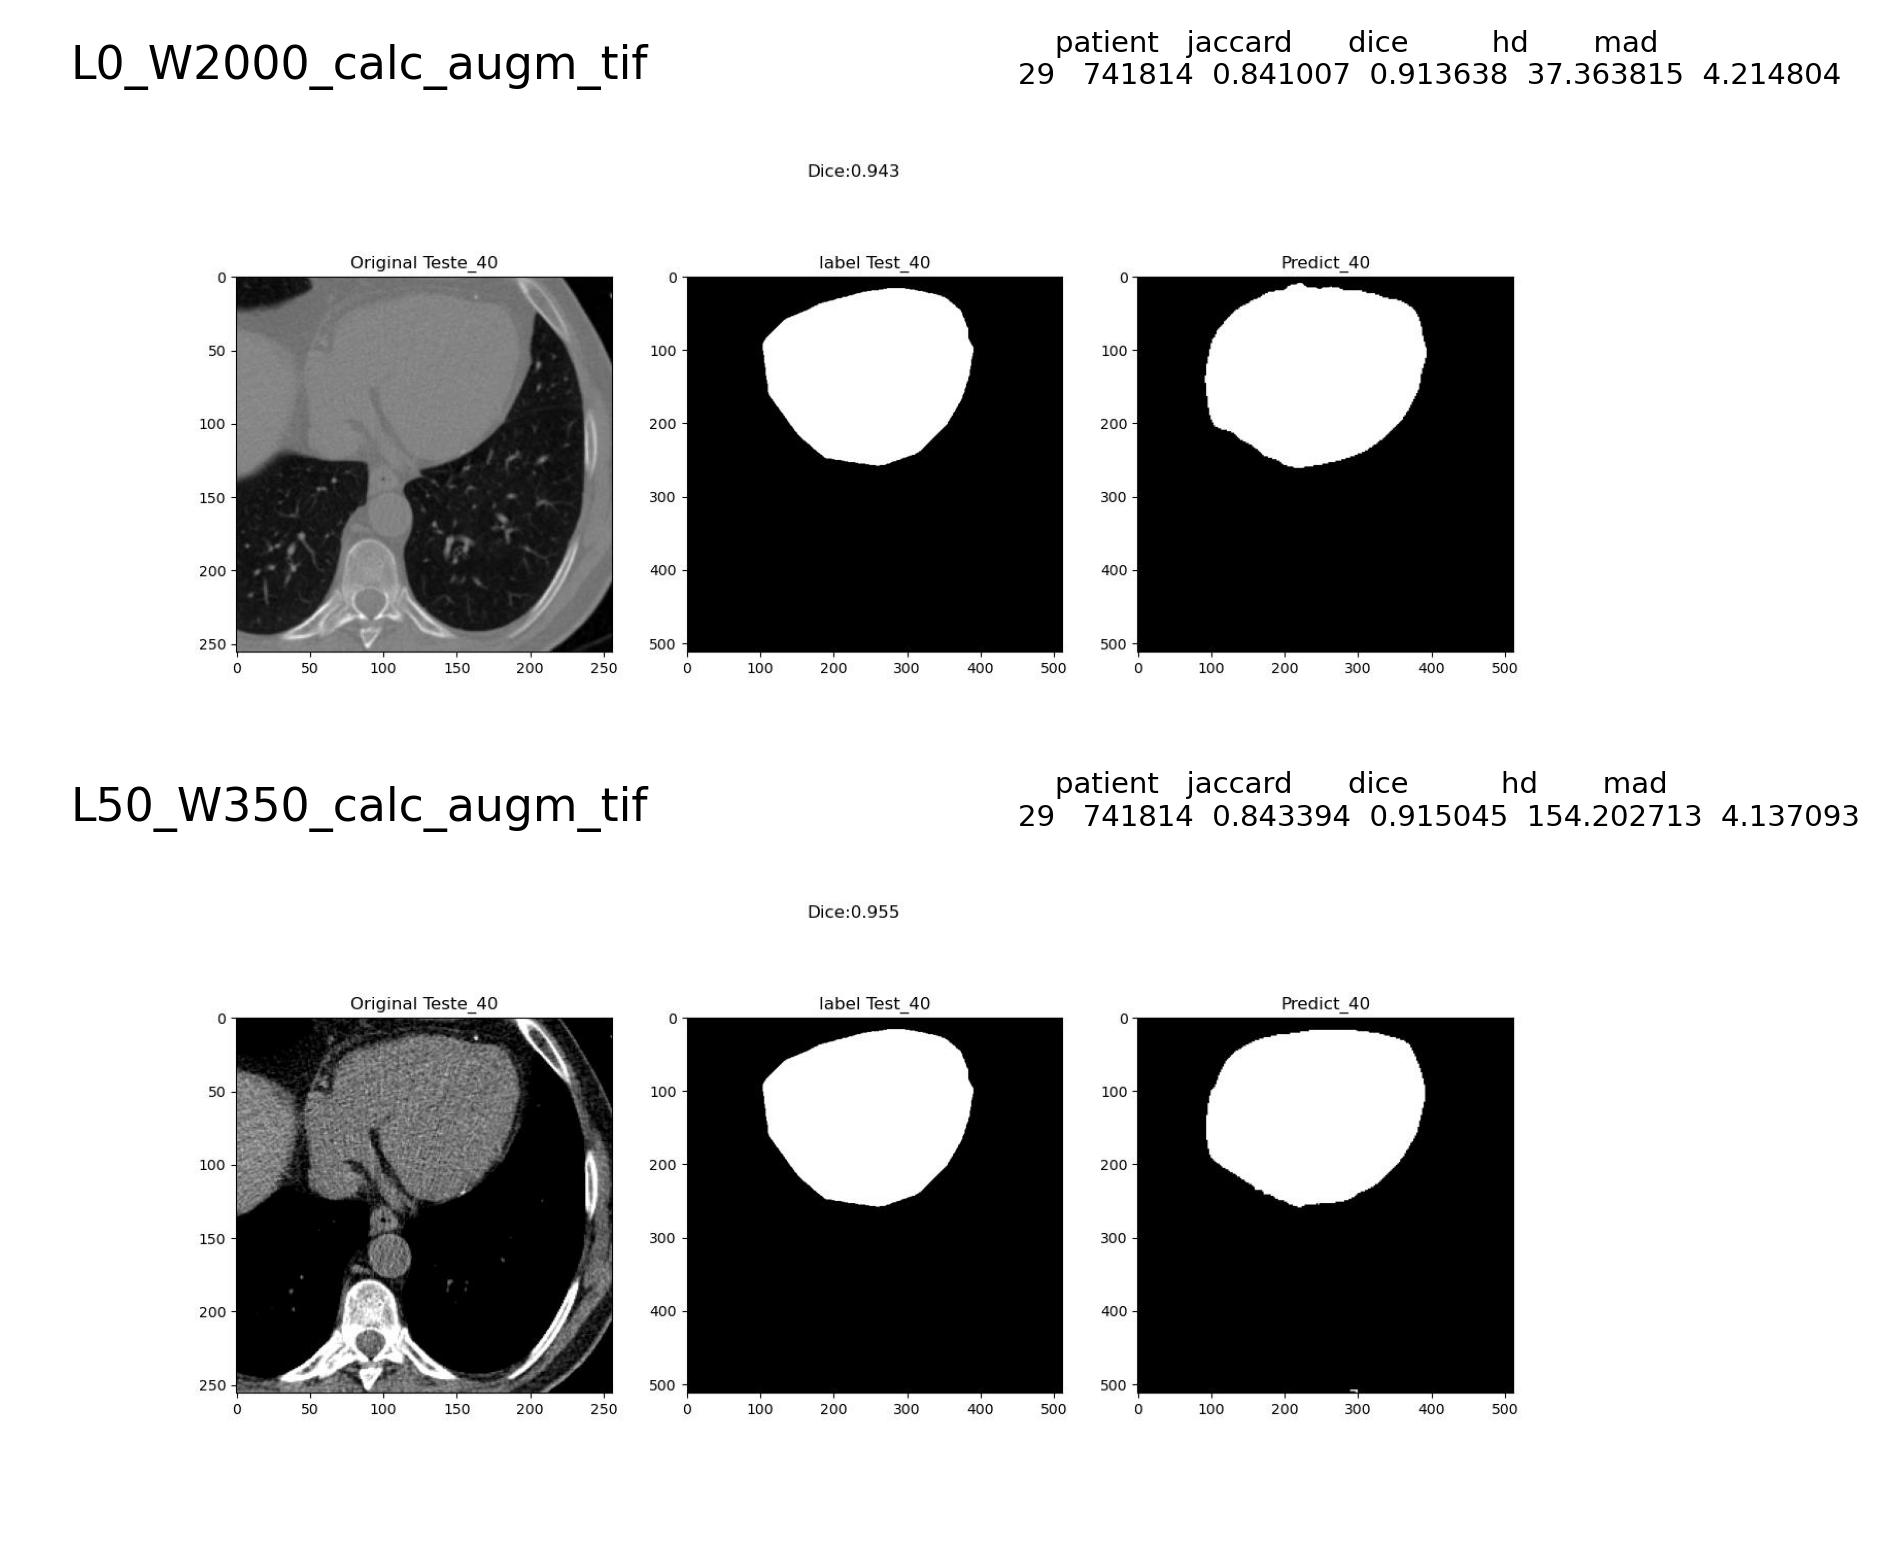 L0_W2000_calc_augm_tif
patient jaccard dice hd mad
29 741814 0.841007 0.913638 37.363815 4.214804
Dice:0.943
Original Teste_40
label Test_40
Predict_40
0
50
100
150
200
250
0 50 100 150 200 250
0
100
200
300
400
500
0 100 200 300 400 500
0
100
200
300
400
500
0 100 200 300 400 500
L50_W350_calc_augm_tif
patient jaccard dice hd mad
29 741814 0.843394 0.915045 154.202713 4.137093
Dice:0.955
Original Teste_40
label Test_40
Predict_40
0
50
100
150
200
250
0 50 100 150 200 250
0
100
200
300
400
500
0 100 200 300 400 500
0
100
200
300
400
500
0 100 200 300 400 500